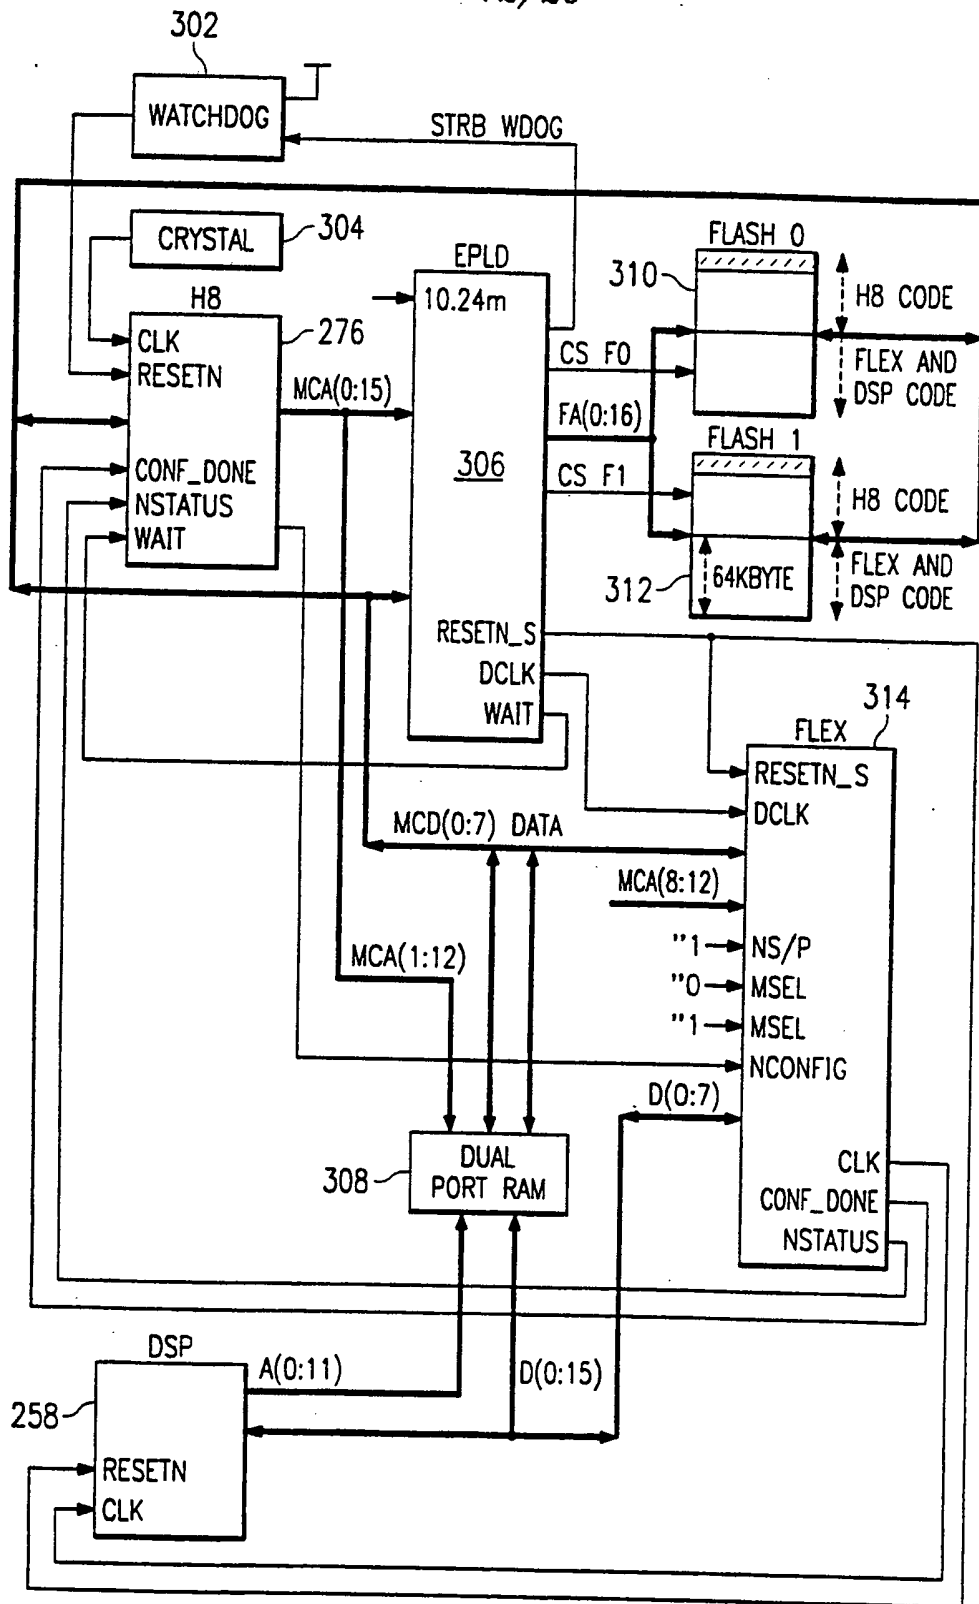 302
WATCHDOG
STRB WDOG
CRYSTAL
304
EPLD
FLASH 0
310
H8 CODE
10.24m
H8
276
CLK
RESETN
MCA(0:15)
CS F0
FLEX AND
DSP CODE
FA(0:16)
FLASH 1
306
CONF_DONE
NSTATUS
WAIT
CS F1
H8 CODE
64KBYTE
312
FLEX AND
DSP CODE
RESETN_S
DCLK
WAIT
314
FLEX
RESETN_S
DCLK
MCD(0:7) DATA
MCA(8:12)
MCA(1:12)
"1
NS/P
"0
MSEL
"1
MSEL
NCONFIG
D(0:7)
DUAL
PORT RAM
308
CLK
CONF_DONE
NSTATUS
DSP
A(0:11)
D(0:15)
258
RESETN
CLK